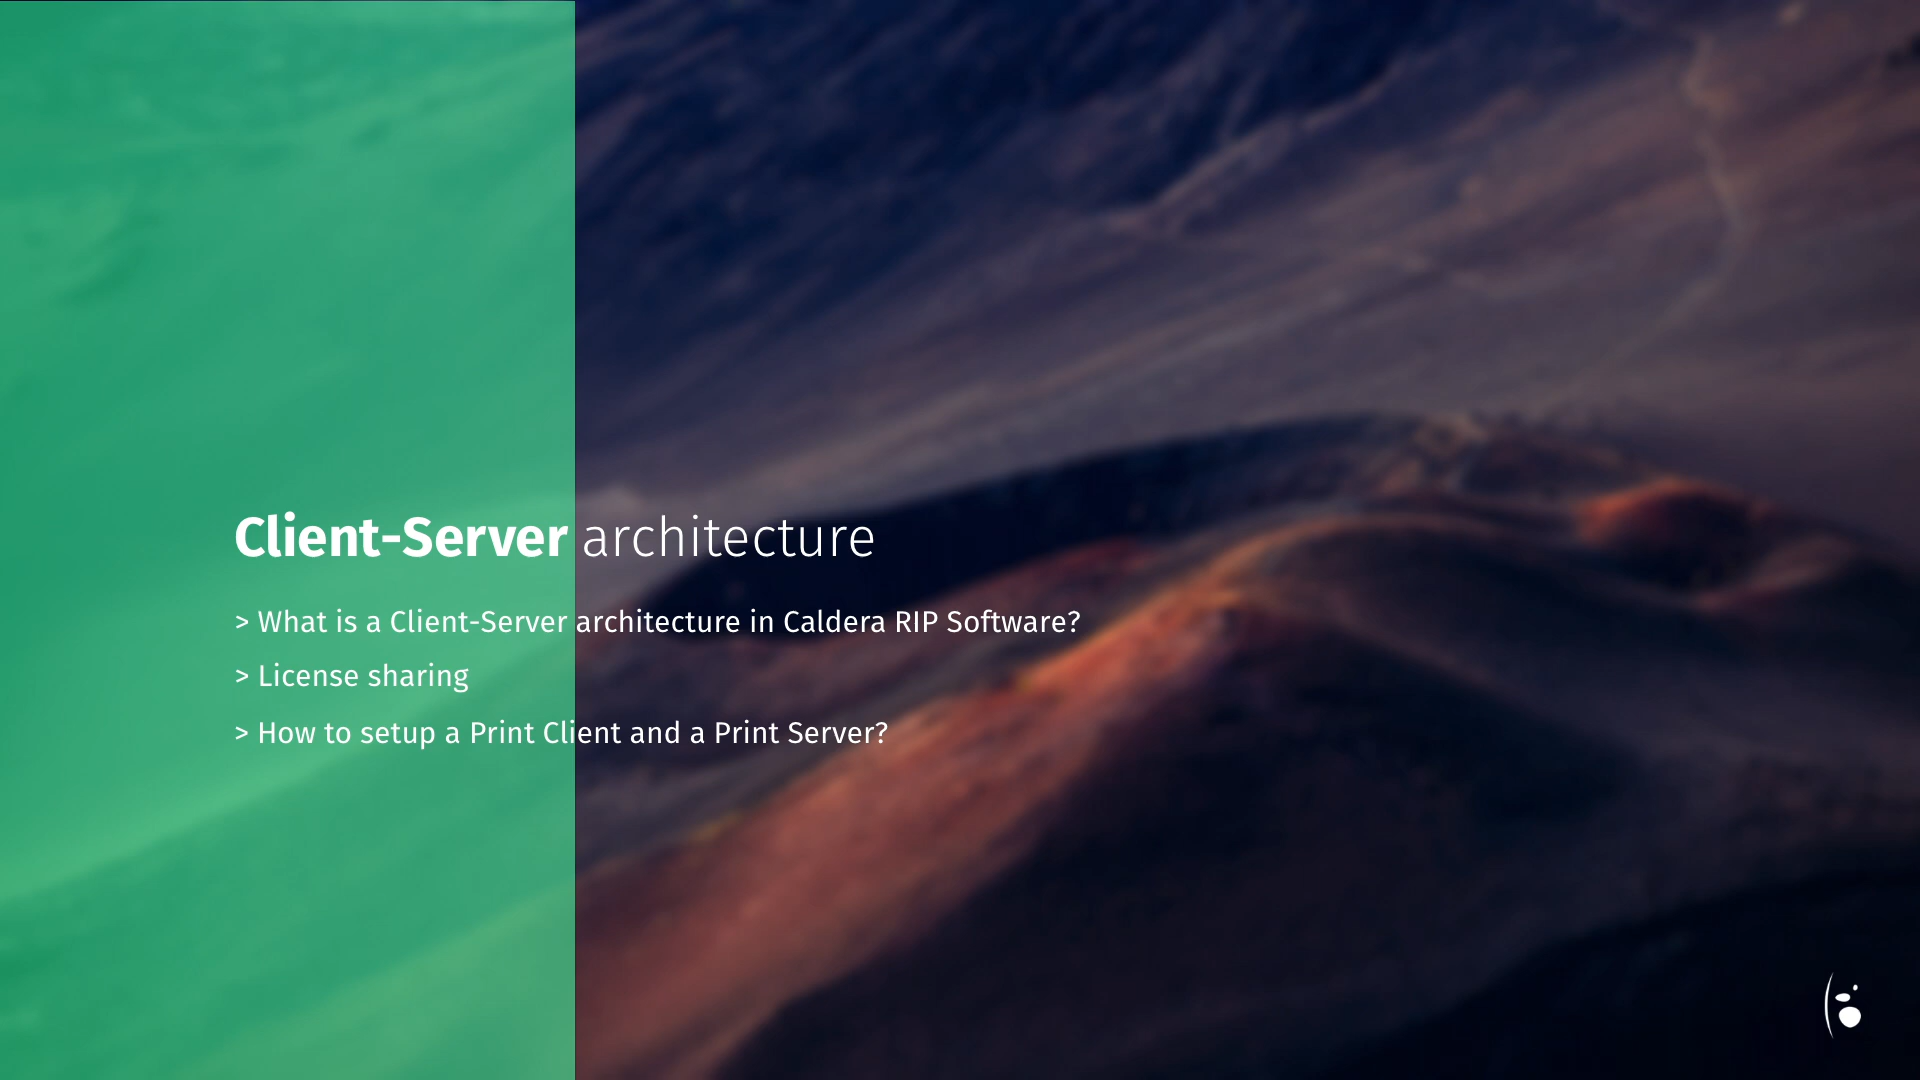 Client-Server architecture
> What is a Client-Server architecture in Caldera RIP Software?
> License sharing
> How to setup a Print Client and a Print Server?